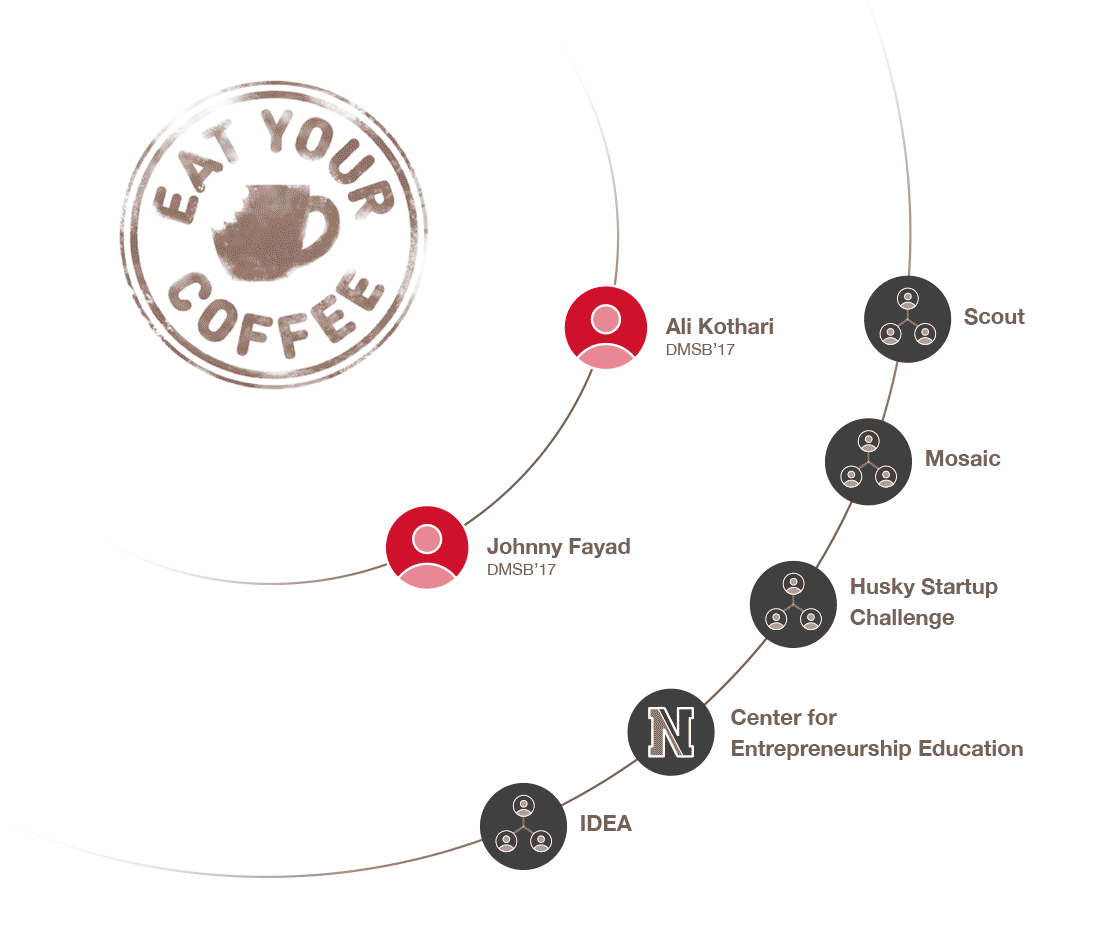 EAT YOUR
COFFEE
Ali Kothari
DMSB'17
Johnny Fayad
DMSB'17
Scout
Mosaic
Husky Startup
Challenge
N
Center for
Entrepreneurship Education
IDEA